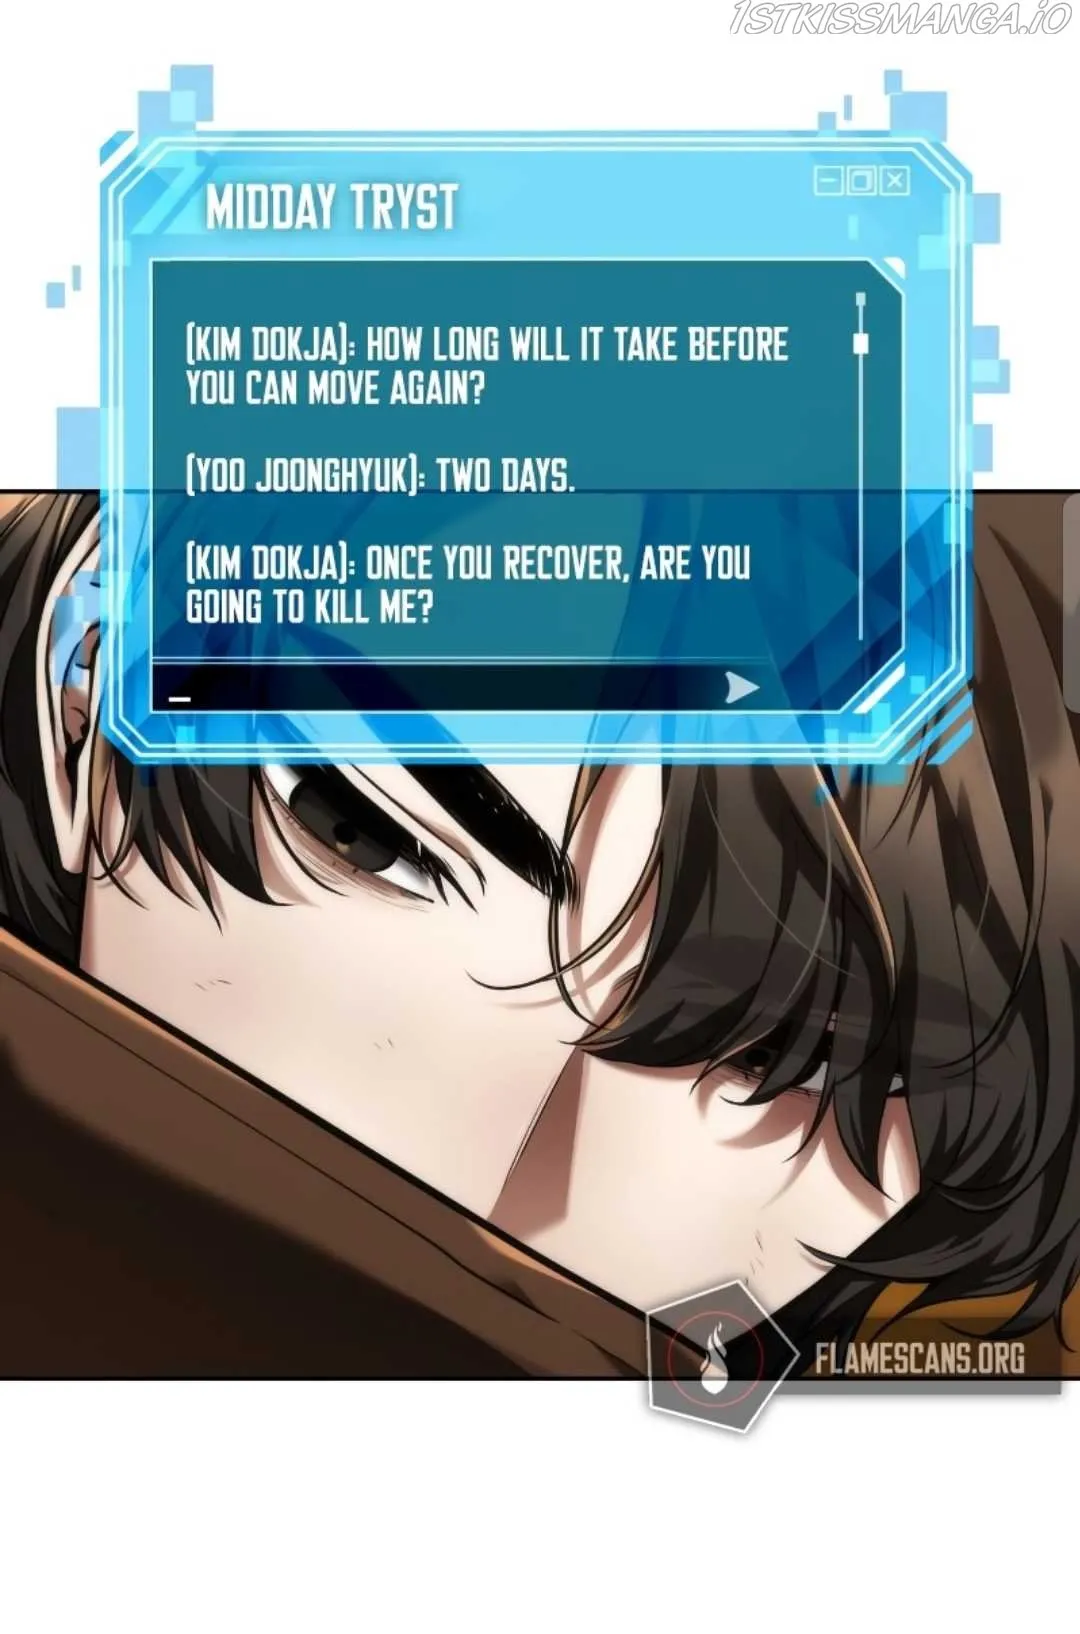 1STKISSMANGA.iO
MIDDAY TRYST
[KIM DOKJA]: HOW LONG WILL IT TAKE BEFORE
YOU CAN MOVE AGAIN?
[YOO JOONGHYUK]: TWO DAYS.
[KIM DOKJA]: ONCE YOU RECOVER, ARE YOU
GOING TO KILL ME?
FLAMESCANS.ORG